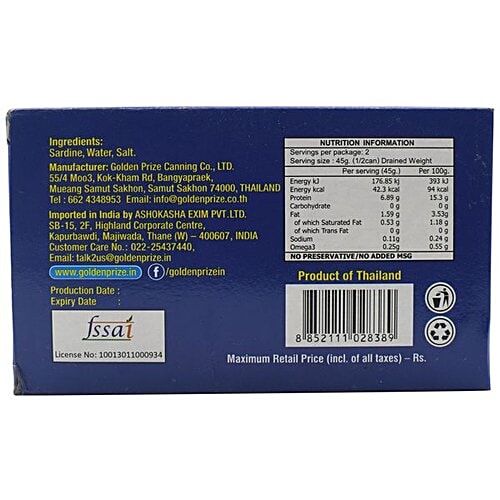 Ingredients:
Sardine, Water, Salt.
Manufacturer: Golden Prize Canning Co., LTD.
55/4 Moo3, Kok-Kham Rd, Bangyapraek,
Mueang Samut Sakhon, Samut Sakhon 74000, THAILAND
Tel : 662 4348953 Email: info@goldenprize.co.th
Imported in India by ASHOKASHA EXIM PVT.LTD.
SB-15, 2F, Highland Corporate Centre,
Kapurbawdi, Majiwada, Thane (W) - 400607, INDIA
Customer Care No.: 022-25437440,
Email: talk2us@goldenprize.in
www.goldenprize.in f /goldenprizein
Production Date :
Expiry Date :
fssai
License No: 10013011000934
NUTRITION INFORMATION
Servings per package: 2
Serving size : 45g. (1/2can) Drained Weight
Per serving (45g.) Per 100g.
Energy kJ 176.85 kj 393 kJ
Energy kcal 42.3 kcal 94 kcal
Protein 6.89 g 15.3 g
Carbohydrate 0 g 0 g
Fat 1.59 g 3.53g
of which Saturated Fat 0.53 g 1.18 g
of which Trans Fat 0 g 0 g
Sodium 0.11g 0.24 g
Omega3 0.25g 0.55 g
NO PRESERVATIVE/NO ADDED MSG
Product of Thailand
8 852111 028389
Maximum Retail Price (incl. of all taxes) – Rs.